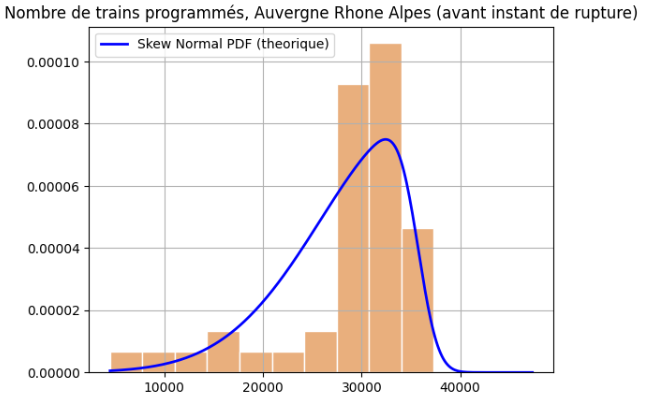 Nombre de trains programmés, Auvergne Rhone Alpes (avant instant de rupture)
Skew Normal PDF (theorique)
0.00010
0.00008
0.00006
0.00004
0.00002
0.00000
10000 20000 30000 40000